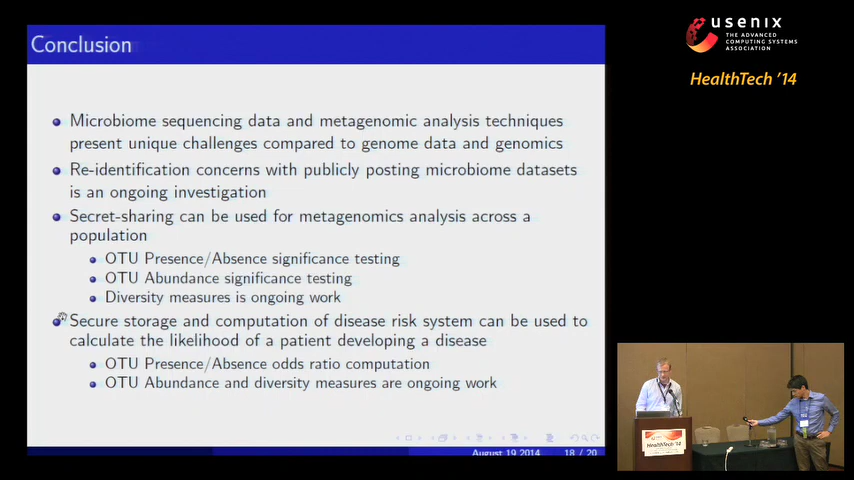 Conclusion
Microbiome sequencing data and metagenomic analysis techniques
present unique challenges compared to genome data and genomics
Re-identification concerns with publicly posting microbiome datasets
is an ongoing investigation
Secret-sharing can be used for metagenomics analysis across a
population
OTU Presence/Absence significance testing
OTU Abundance significance testing
Diversity measures is ongoing work
Secure storage and computation of disease risk system can be used to
calculate the likelihood of a patient developing a disease
OTU Presence/Absence odds ratio computation
OTU Abundance and diversity measures are ongoing work
August 19 2014 18 / 20
usenix
THE ADVANCED
COMPUTING SYSTEMS
ASSOCIATION
HealthTech '14
HealthTech '14